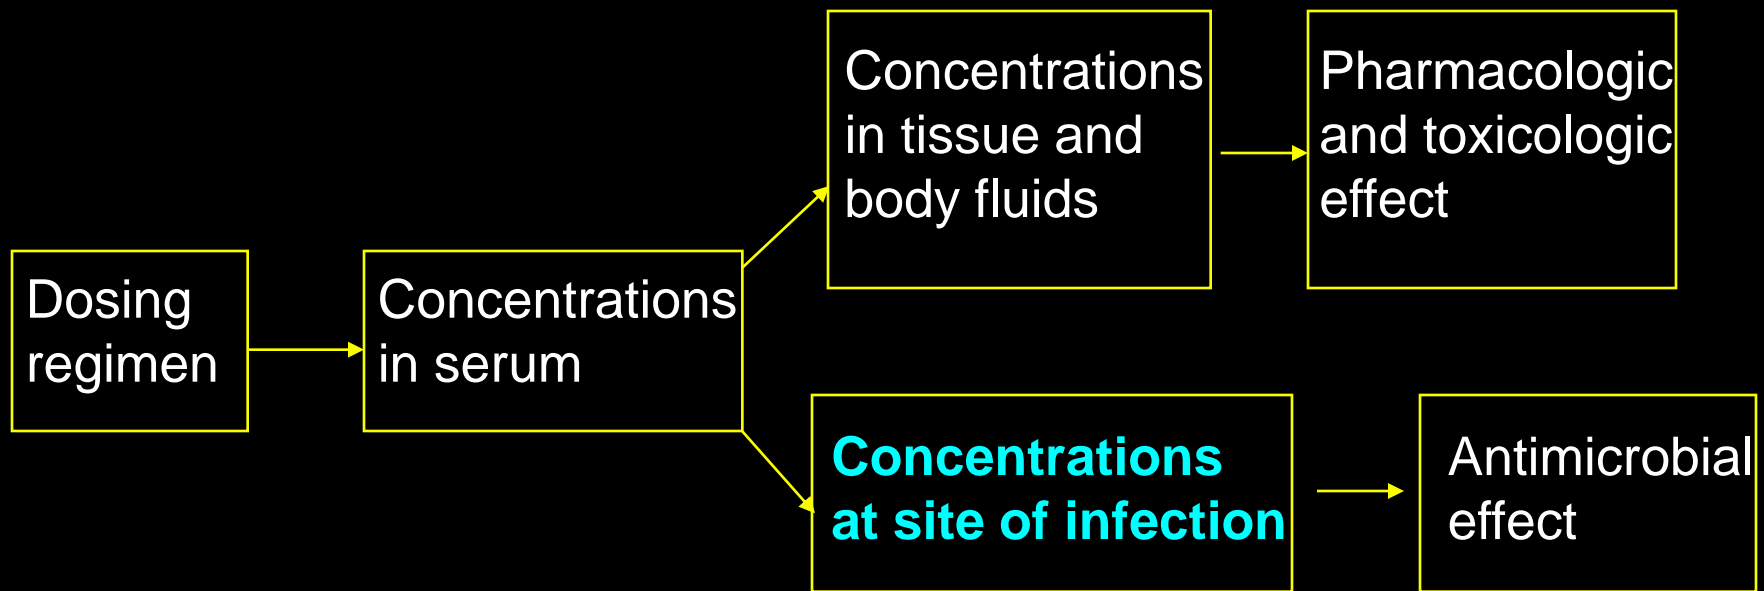 Dosing
regimen
Concentrations
in serum
Concentrations
in tissue and
body fluids
Pharmacologic
and toxicologic
effect
Concentrations
at site of infection
Antimicrobial
effect